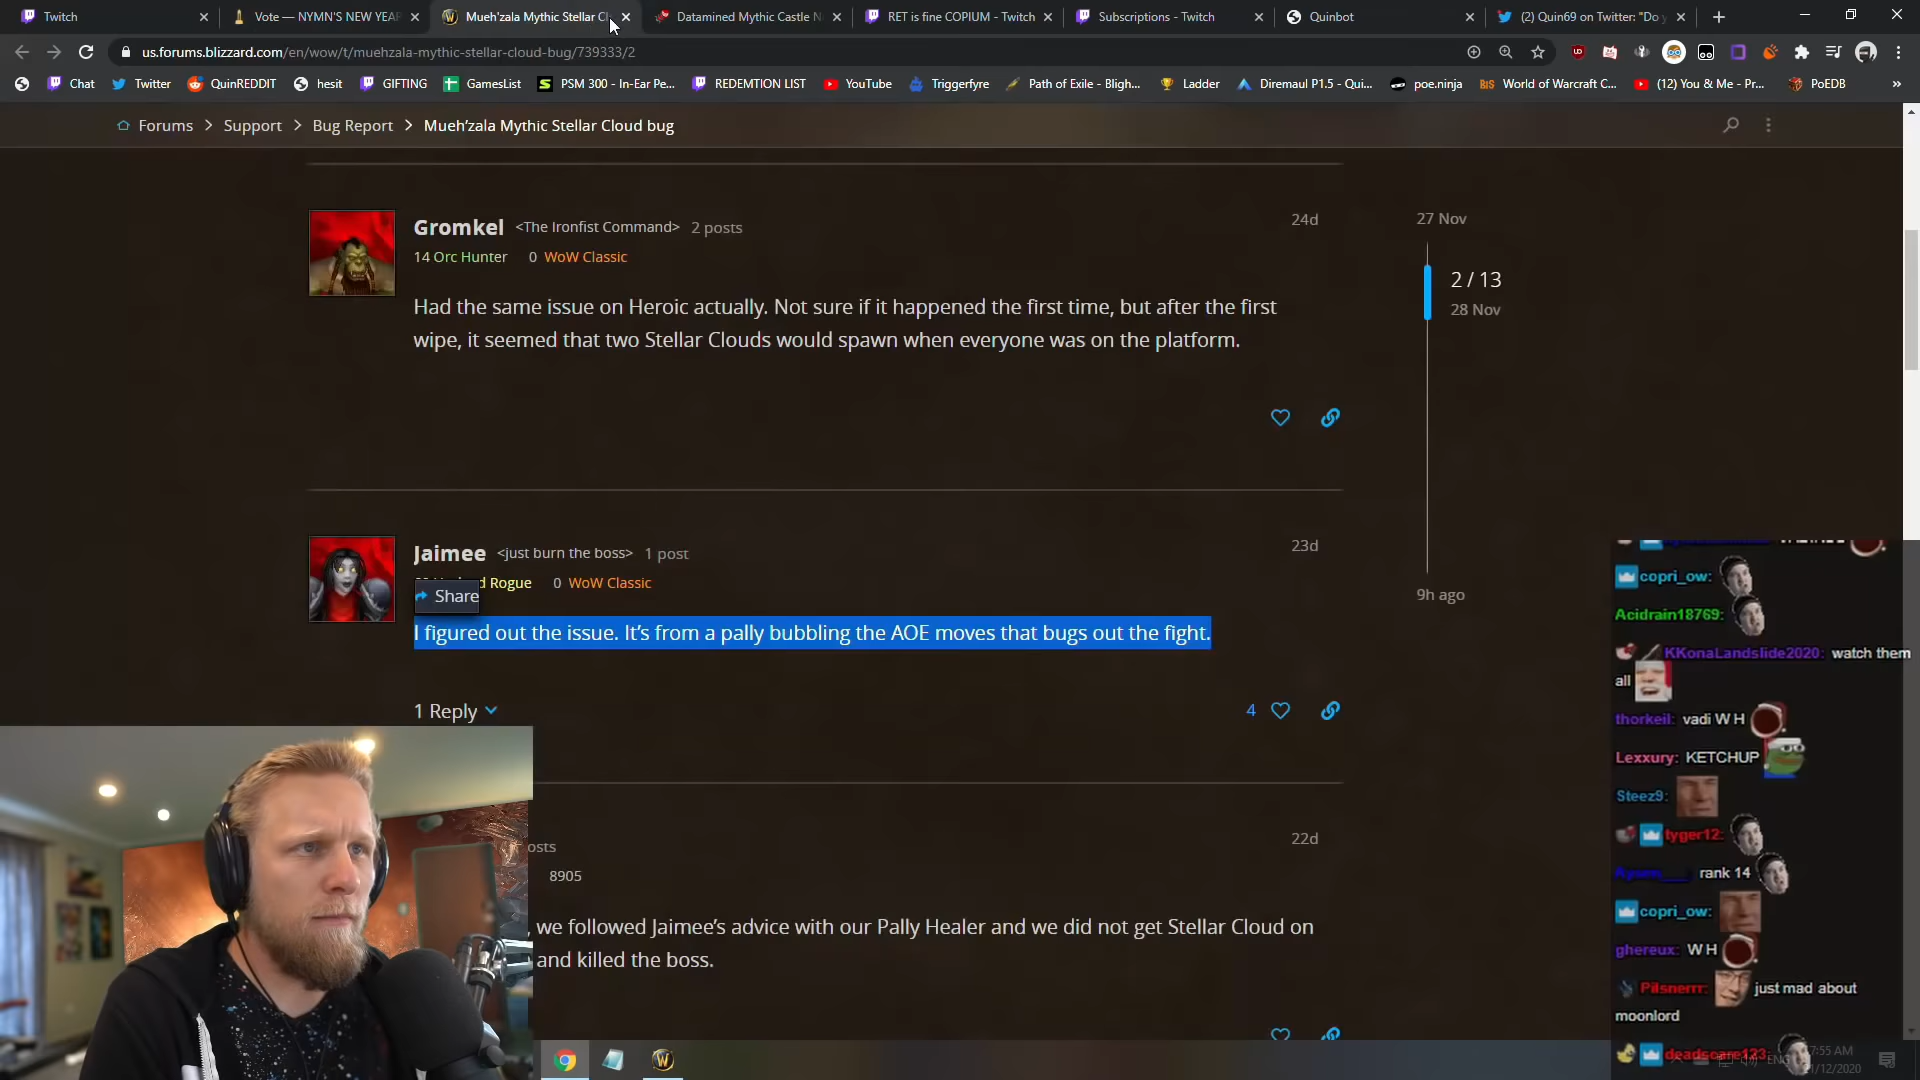 Twitch
Vote — NYMN'S NEW YEAR
Mueh'zala Mythic Stellar Cl
Datamined Mythic Castle N
RET is fine COPIUM - Twitch
Subscriptions - Twitch
Quinbot
(2) Quin69 on Twitter: "Do y
us.forums.blizzard.com/en/wow/t/muehzala-mythic-stellar-cloud-bug/739333/2
Chat
Twitter
QuinREDDIT
hesit
GIFTING
GamesList
PSM 300 - In-Ear Pe...
REDEMTION LIST
YouTube
Triggerfyre
Path of Exile - Bligh...
Ladder
Diremaul P1.5 - Qui...
poe.ninja
World of Warcraft C...
(12) You & Me - Pr...
PoEDB
Forums > Support > Bug Report > Mueh'zala Mythic Stellar Cloud bug
Gromkel <The Ironfist Command> 2 posts
24d
14 Orc Hunter 0 WoW Classic
Had the same issue on Heroic actually. Not sure if it happened the first time, but after the first
wipe, it seemed that two Stellar Clouds would spawn when everyone was on the platform.
27 Nov
2 / 13
28 Nov
9h ago
Jaimee <just burn the boss> 1 post
23d
Rogue 0 WoW Classic
Share
I figured out the issue. It's from a pally bubbling the AOE moves that bugs out the fight.
1 Reply
4
osts
22d
8905
, we followed Jaimee's advice with our Pally Healer and we did not get Stellar Cloud on
and killed the boss.
copri_ow:
Acidrain18769:
KKonaLandslide2020: watch them
all
thorkeil: vadi W H
Lexxury: KETCHUP
Steez9:
tyger12:
rank 14
copri_ow:
ghereux: W H
Pilsnerrr: just mad about
moonlord
deadscare123:
ENG
7:55 AM
1/12/2020